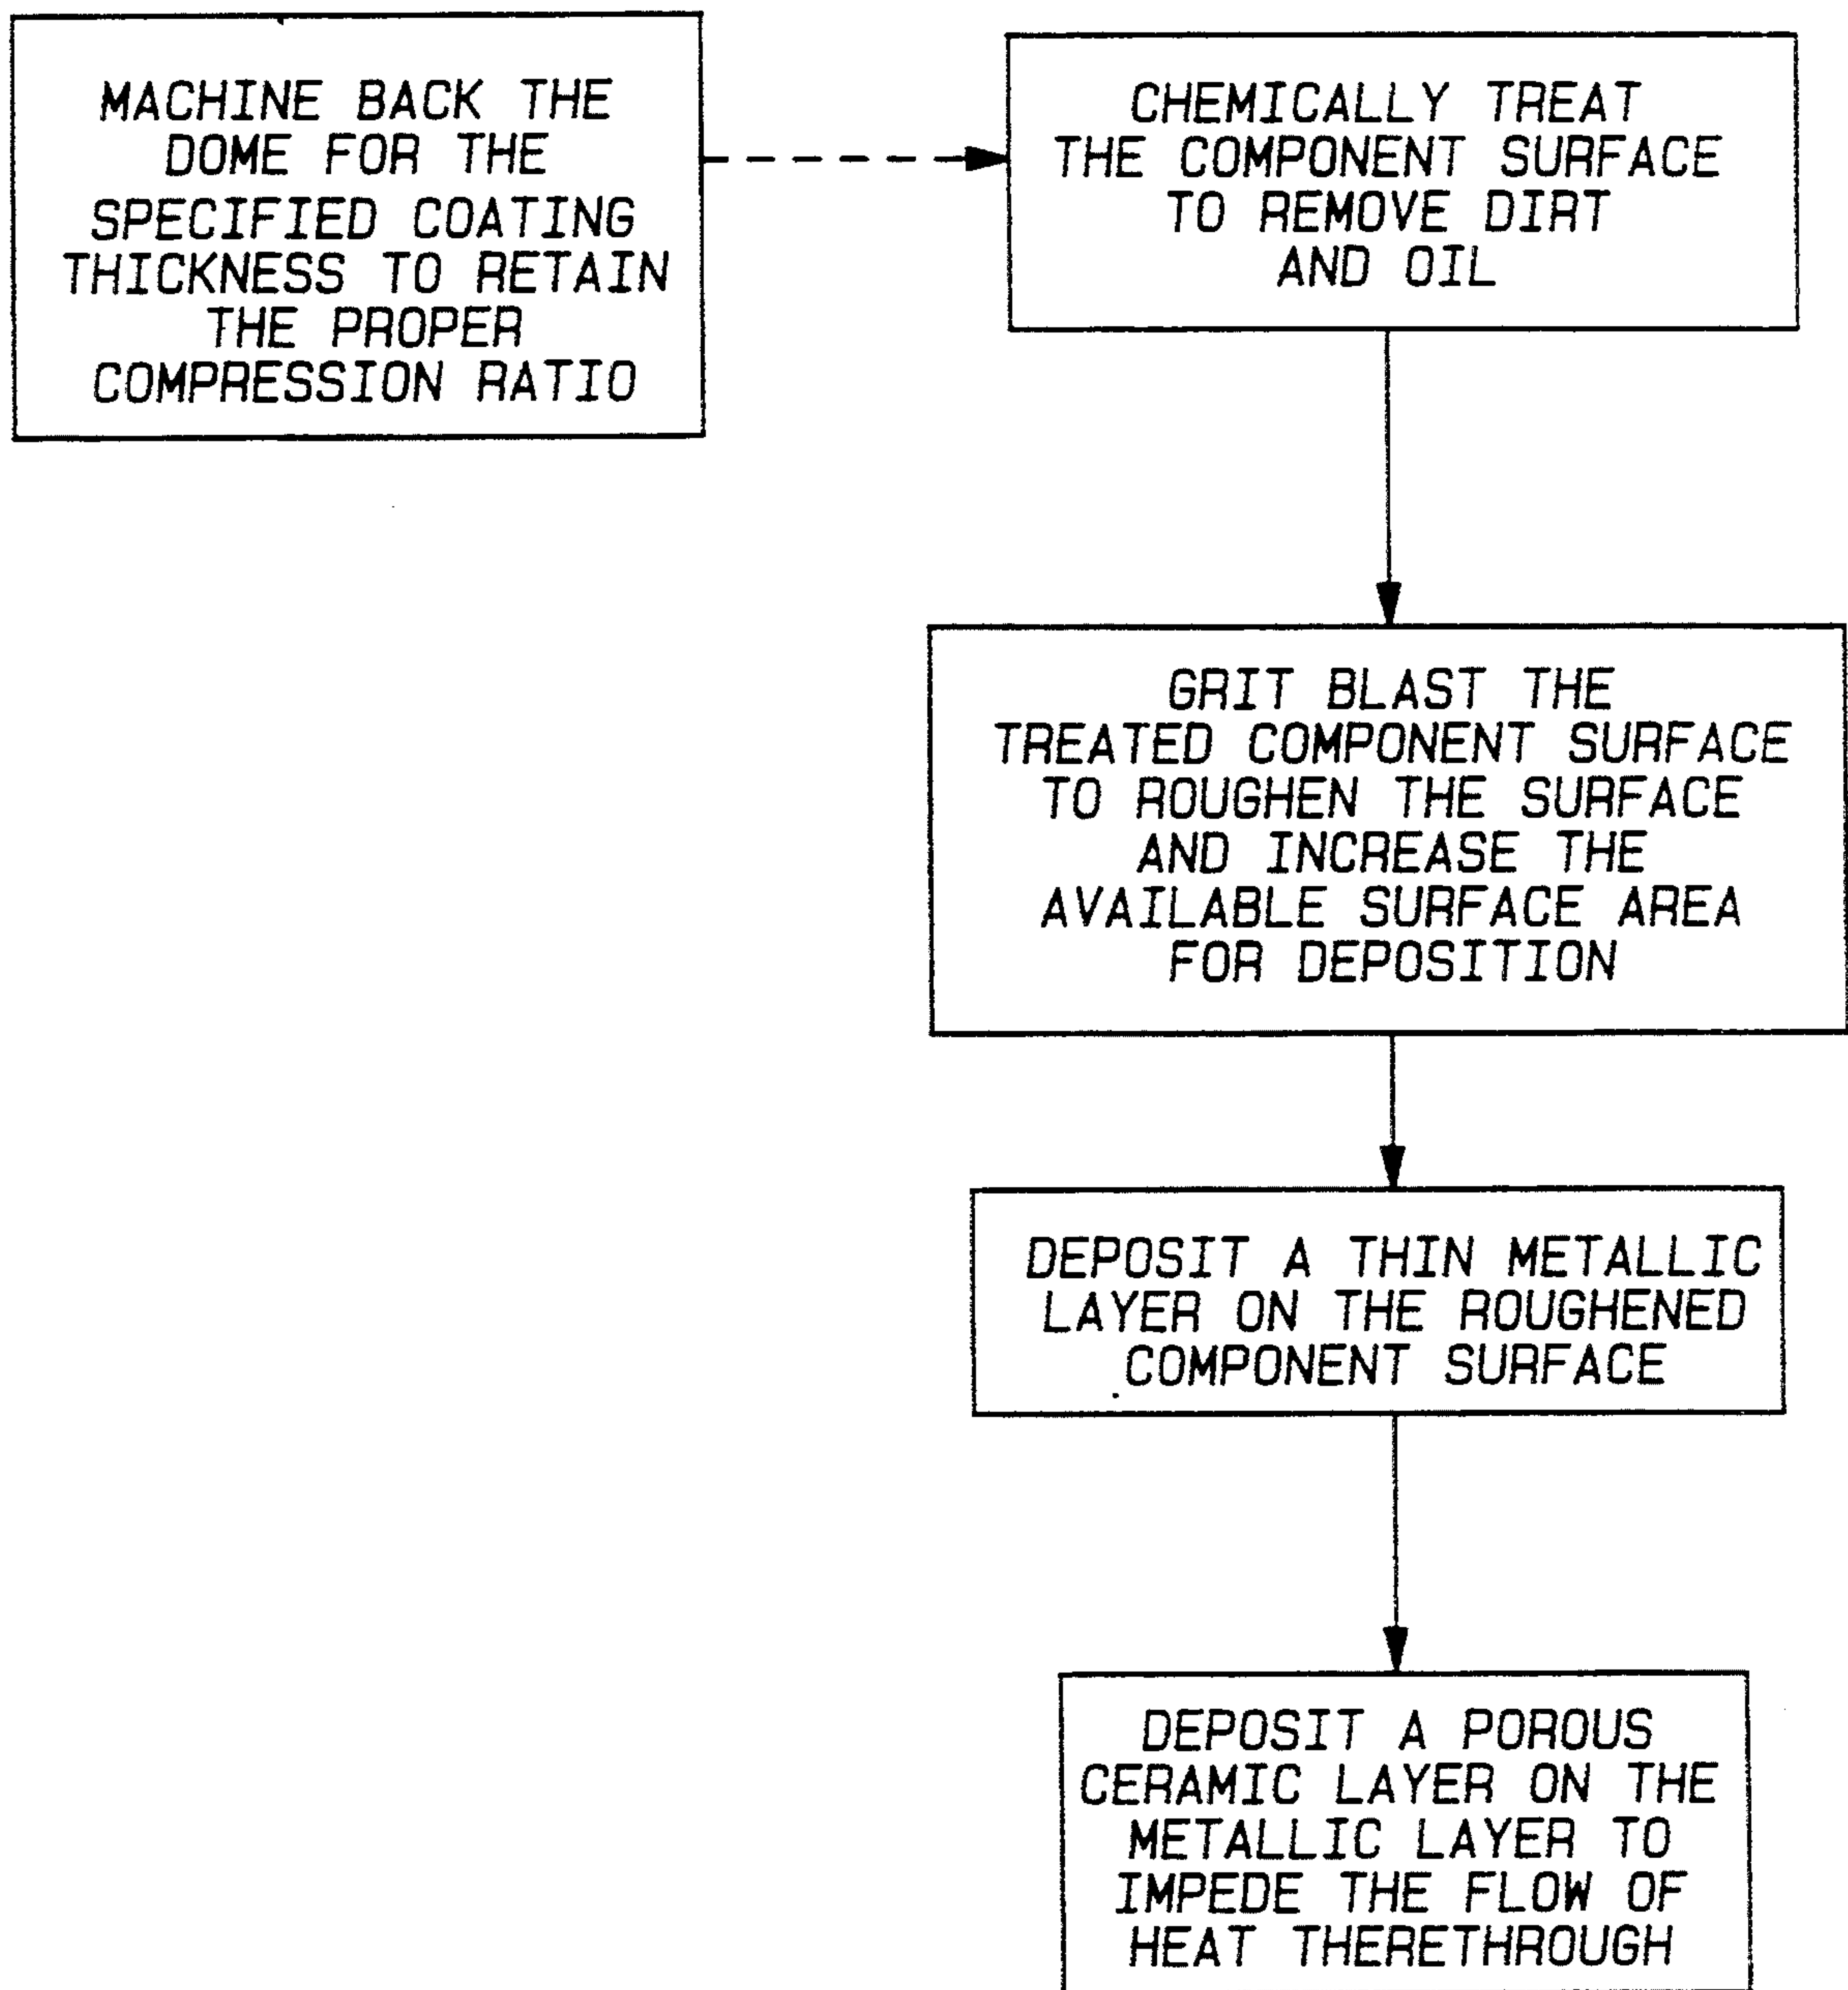 MACHINE BACK THE
DOME FOR THE
SPECIFIED COATING
THICKNESS TO RETAIN
THE PROPER
COMPRESSION RATIO
CHEMICALLY TREAT
THE COMPONENT SURFACE
TO REMOVE DIRT
AND OIL
GRIT BLAST THE
TREATED COMPONENT SURFACE
TO ROUGHEN THE SURFACE
AND INCREASE THE
AVAILABLE SURFACE AREA
FOR DEPOSITION
DEPOSIT A THIN METALLIC
LAYER ON THE ROUGHENED
COMPONENT SURFACE
DEPOSIT A POROUS
CERAMIC LAYER ON THE
METALLIC LAYER TO
IMPEDE THE FLOW OF
HEAT THERETHROUGH